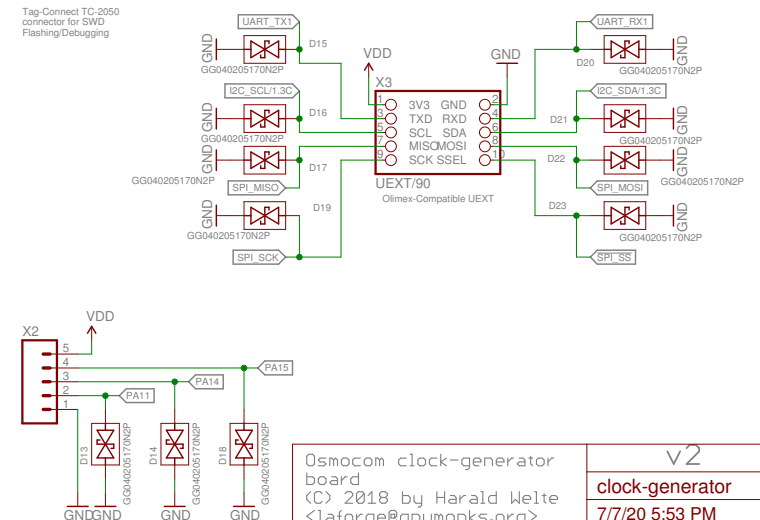 Tag-Connect TC-2050
connector for SWD
Flashing/Debugging
UART_TX1
UART_RX1
GND
D15
GG040205170N2P
VDD
GND
D20
GND
GG040205170N2P
X3
I2C_SCL/1.3C
I2C_SDA/1.3C
GND
D16
1 3V3 GND 2
3 TXD RXD 4
5 SCL SDA 6
7 MISO MOSI 8
9 SCK SSEL 10
D21
GND
GG040205170N2P
GND
D17
GG040205170N2P
D22
GND
GG040205170N2P
SPI_MISO
UEXT/90
Olimex-Compatible UEXT
SPI_MOSI
GND
D19
GG040205170N2P
D23
GND
GG040205170N2P
SPI_SCK
SPI_SS
VDD
X2
5
4
3
2
1
PA15
PA14
PA11
D13
GG040205170N2P
D14
GG040205170N2P
D18
GG040205170N2P
GND
GND
GND
GND
Osmocom clock-generator
board
(C) 2018 by Harald Welte
<laforge@gnumonks.org>
v2
clock-generator
7/7/20 5:53 PM